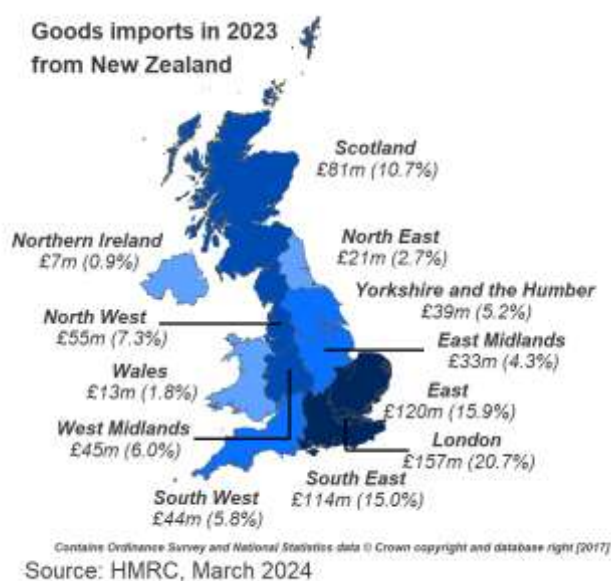 Goods imports in 2023
from New Zealand
Scotland
£81m (10.7%)
Northern Ireland
£7m (0.9%)
North East
£21m (2.7%)
Yorkshire and the Humber
£39m (5.2%)
North West
£55m (7.3%)
East Midlands
£33m (4.3%)
Wales
£13m (1.8%)
East
£120m (15.9%)
West Midlands
£45m (6.0%)
London
£157m (20.7%)
South East
£114m (15.0%)
South West
£44m (5.8%)
Contains Ordinance Survey and National Statistics data © Crown copyright and database right [2017]
Source: HMRC, March 2024